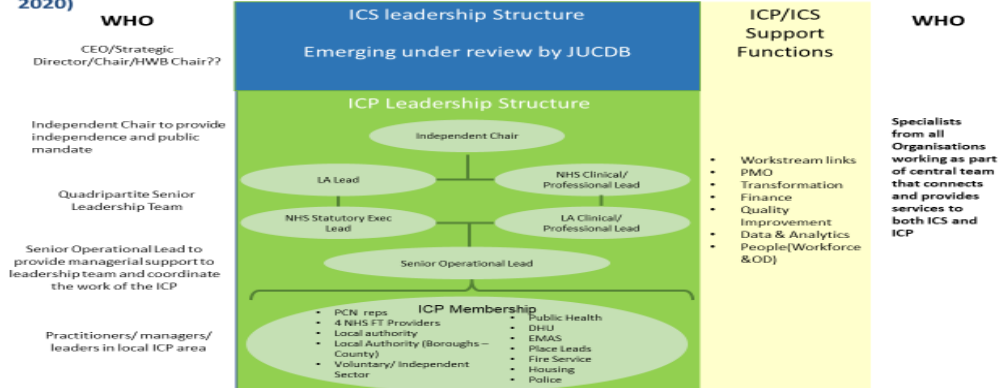 2020)
WHO
CEO/Strategic
Director/Chair/HWB Chair??
Independent Chair to provide
independence and public
mandate
Quadripartite Senior
Leadership Team
Senior Operational Lead to
provide managerial support to
leadership team and coordinate
the work of the ICP
Practitioners/ managers/
leaders in local ICP area
ICS leadership Structure
Emerging under review by JUCDB
ICP Leadership Structure
Independent Chair
LA Lead
NHS Clinical/
Professional Lead
NHS Statutory Exec
Lead
LA Clinical/
Professional Lead
Senior Operational Lead
ICP Membership
• PCN reps
• 4 NHS FT Providers
• Local authority
• Local Authority (Boroughs –
County)
• Voluntary/ Independent
Sector
• Public Health
• DHU
• EMAS
• Place Leads
• Fire Service
• Housing
• Police
ICP/ICS
Support
Functions
• Workstream links
• PMO
• Transformation
• Finance
• Quality
Improvement
• Data & Analytics
• People(Workforce
&OD)
WHO
Specialists
from all
Organisations
working as part
of central team
that connects
and provides
services to
both ICS and
ICP